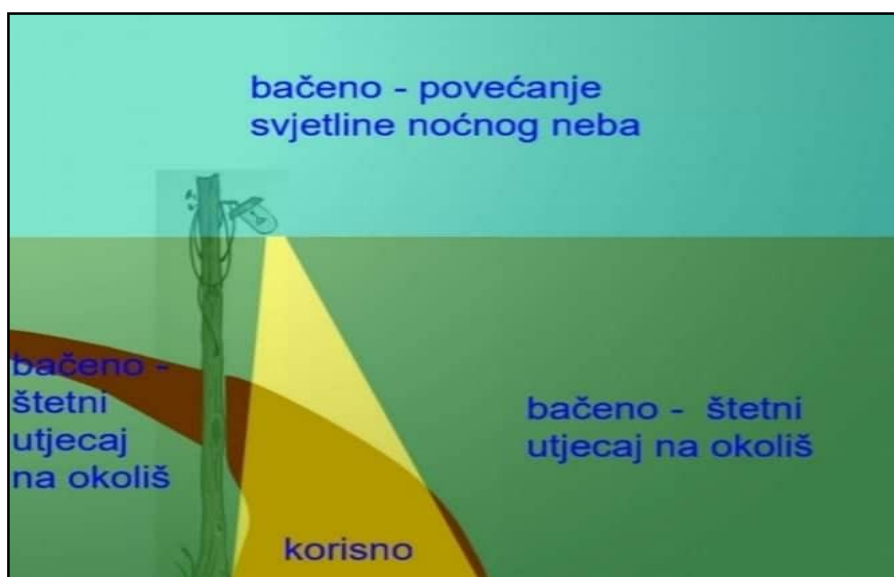 bačeno - povećanje
svjetline noćnog neba
bačeno -
štetni
utjecaj
na okoliš
bačeno - štetni
utjecaj na okoliš
korisno